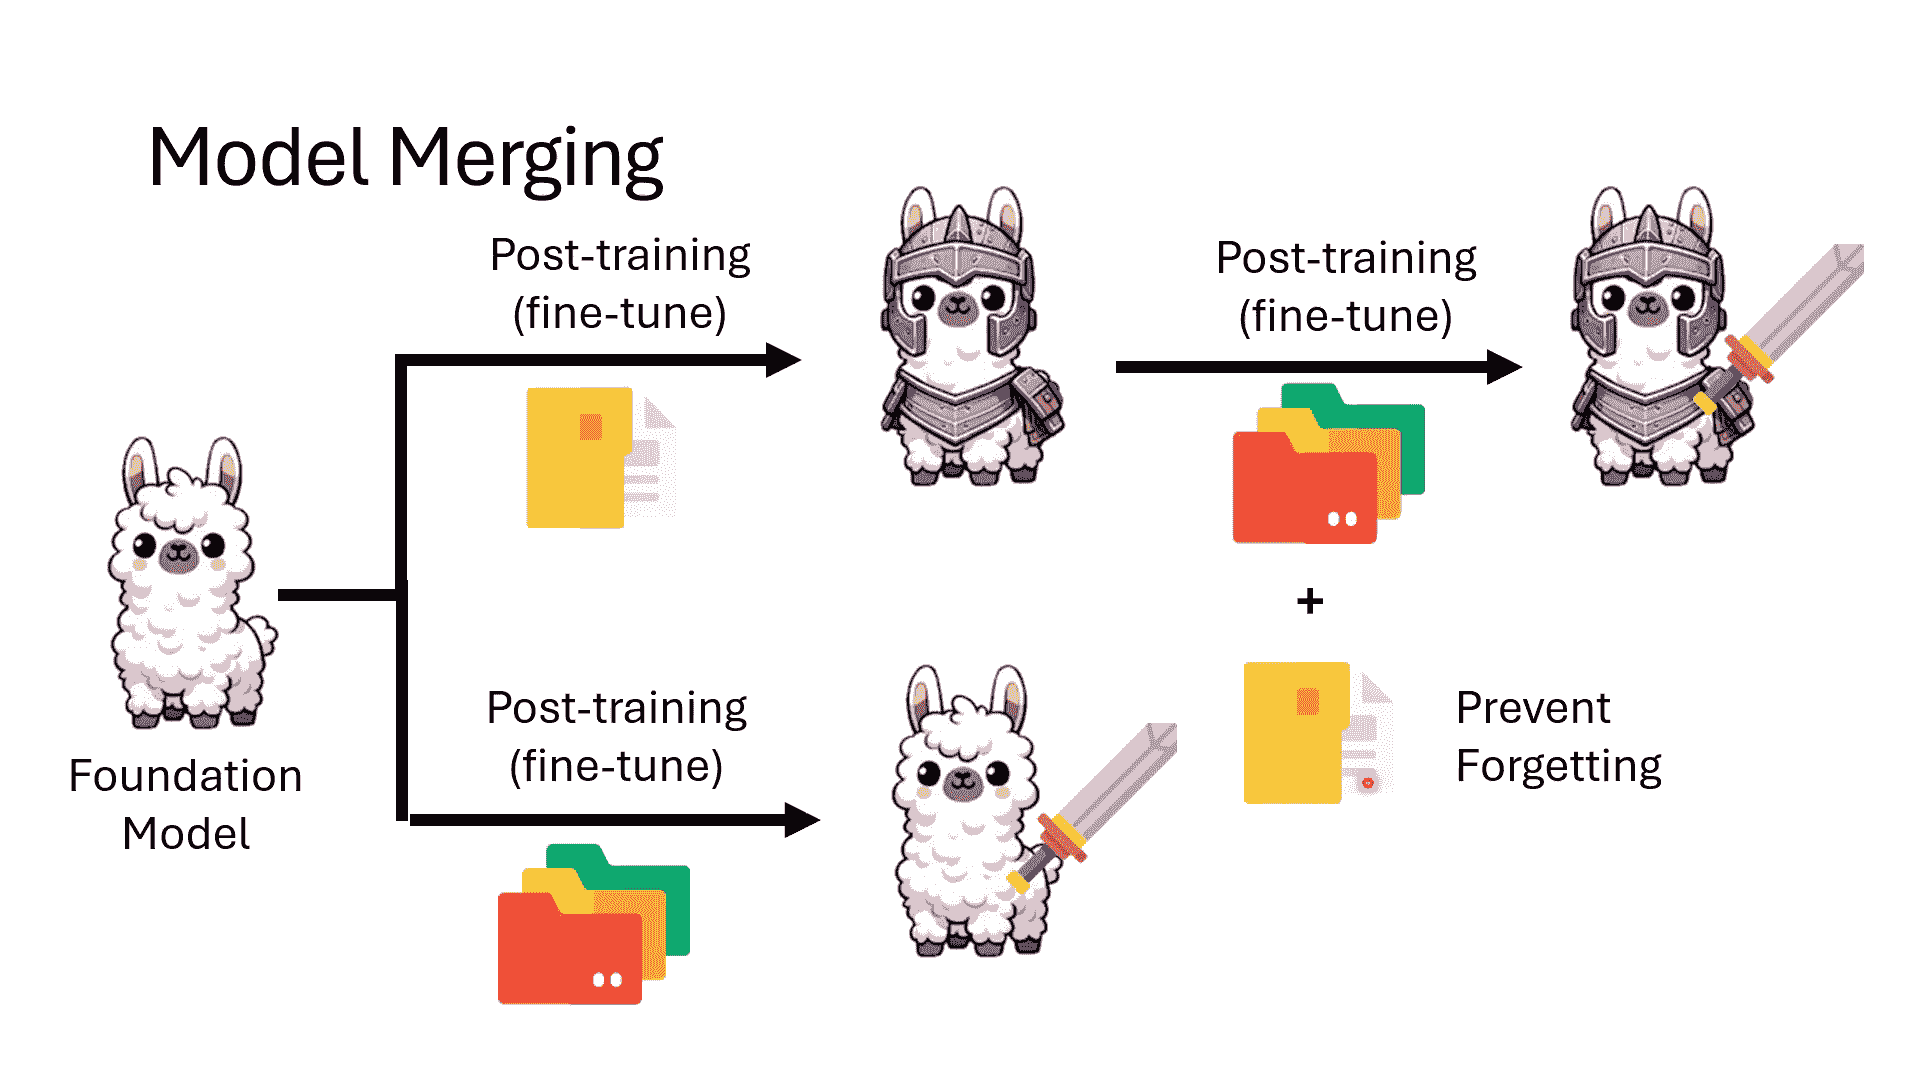 Model Merging
Post-training
(fine-tune)
Post-training
(fine-tune)
+
Prevent
Forgetting
Foundation
Model
Post-training
(fine-tune)